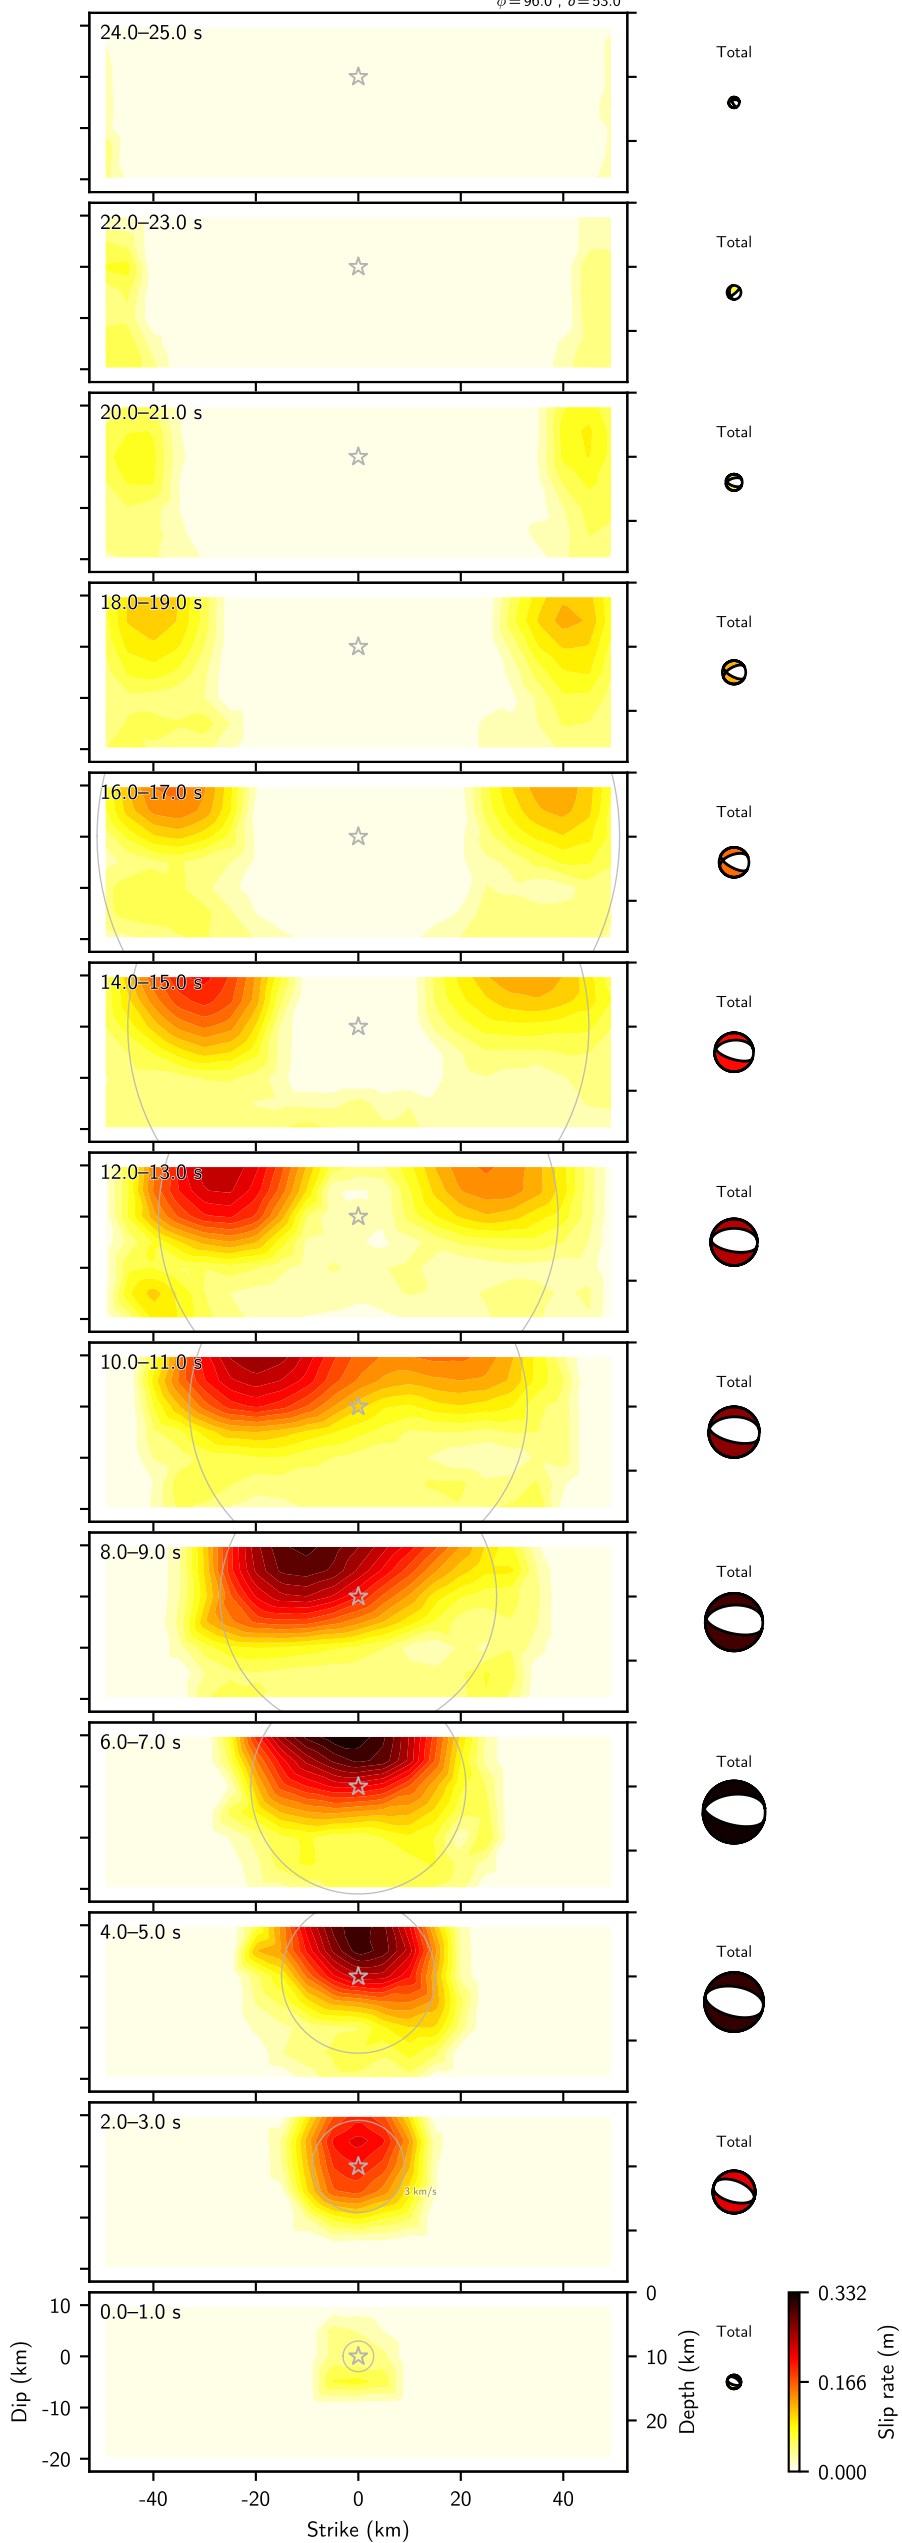 24.0–25.0 s
Total
22.0–23.0 s
Total
20.0–21.0 s
Total
18.0–19.0 s
Total
16.0–17.0 s
Total
14.0–15.0 s
Total
12.0–13.0 s
Total
10.0–11.0 s
Total
8.0–9.0 s
Total
6.0–7.0 s
Total
4.0–5.0 s
Total
2.0–3.0 s
Total
3 km/s
0.0–1.0 s
Total
10
0
-10
-20
Dip (km)
0
10
20
Depth (km)
0.332
0.166
0.000
Slip rate (m)
-40 -20 0 20 40
Strike (km)